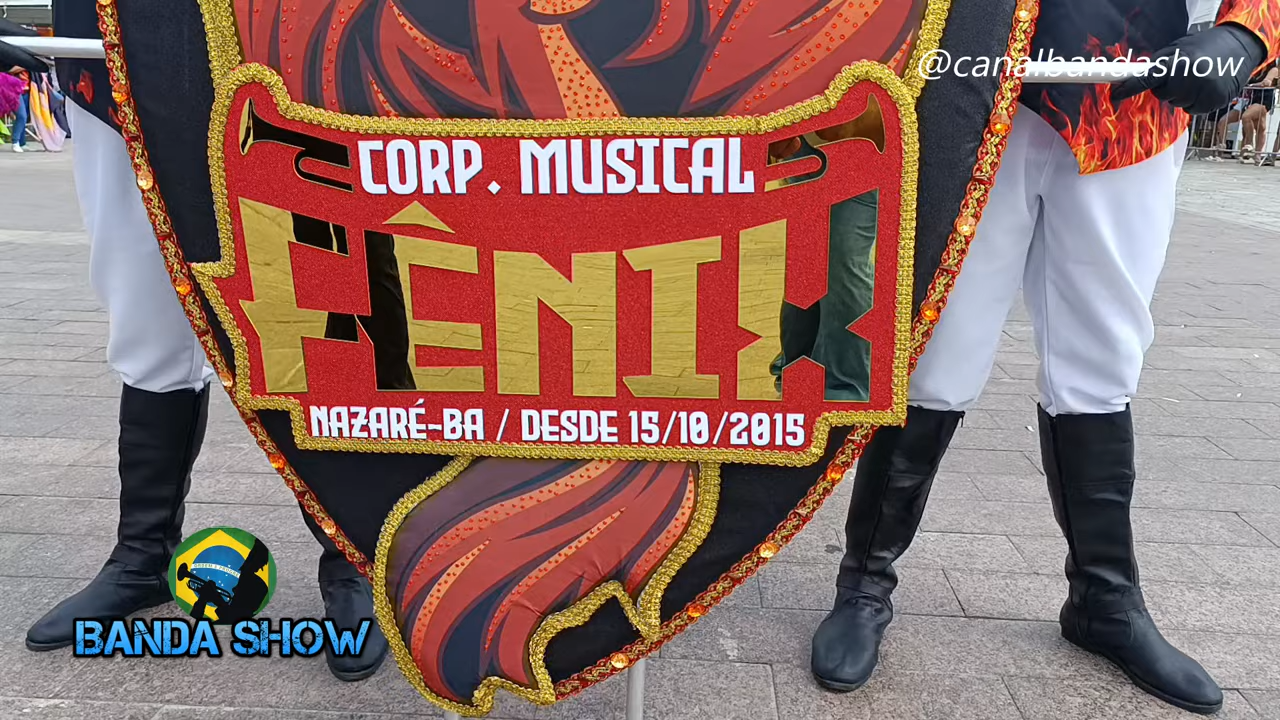 @canalbandashow
CORP. MUSICAL
FÊNIX
NAZARÉ-BA / DESDE 15/10/2015
BANDA SHOW